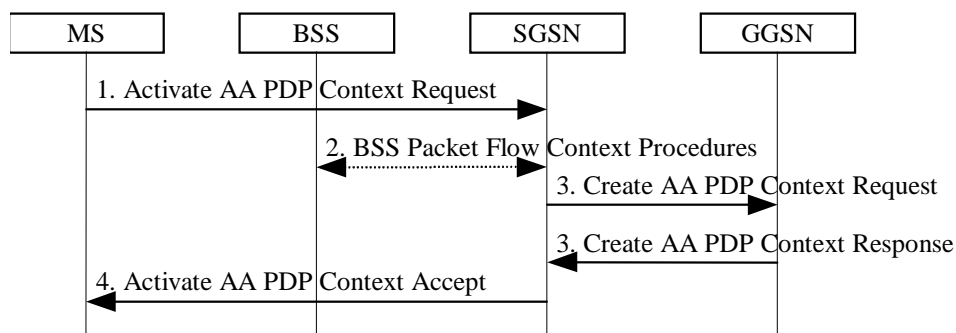 MS BSS SGSN GGSN
1. Activate AA PDP Context Request
2. BSS Packet Flow Context Procedures
3. Create AA PDP Context Request
3. Create AA PDP Context Response
4. Activate AA PDP Context Accept